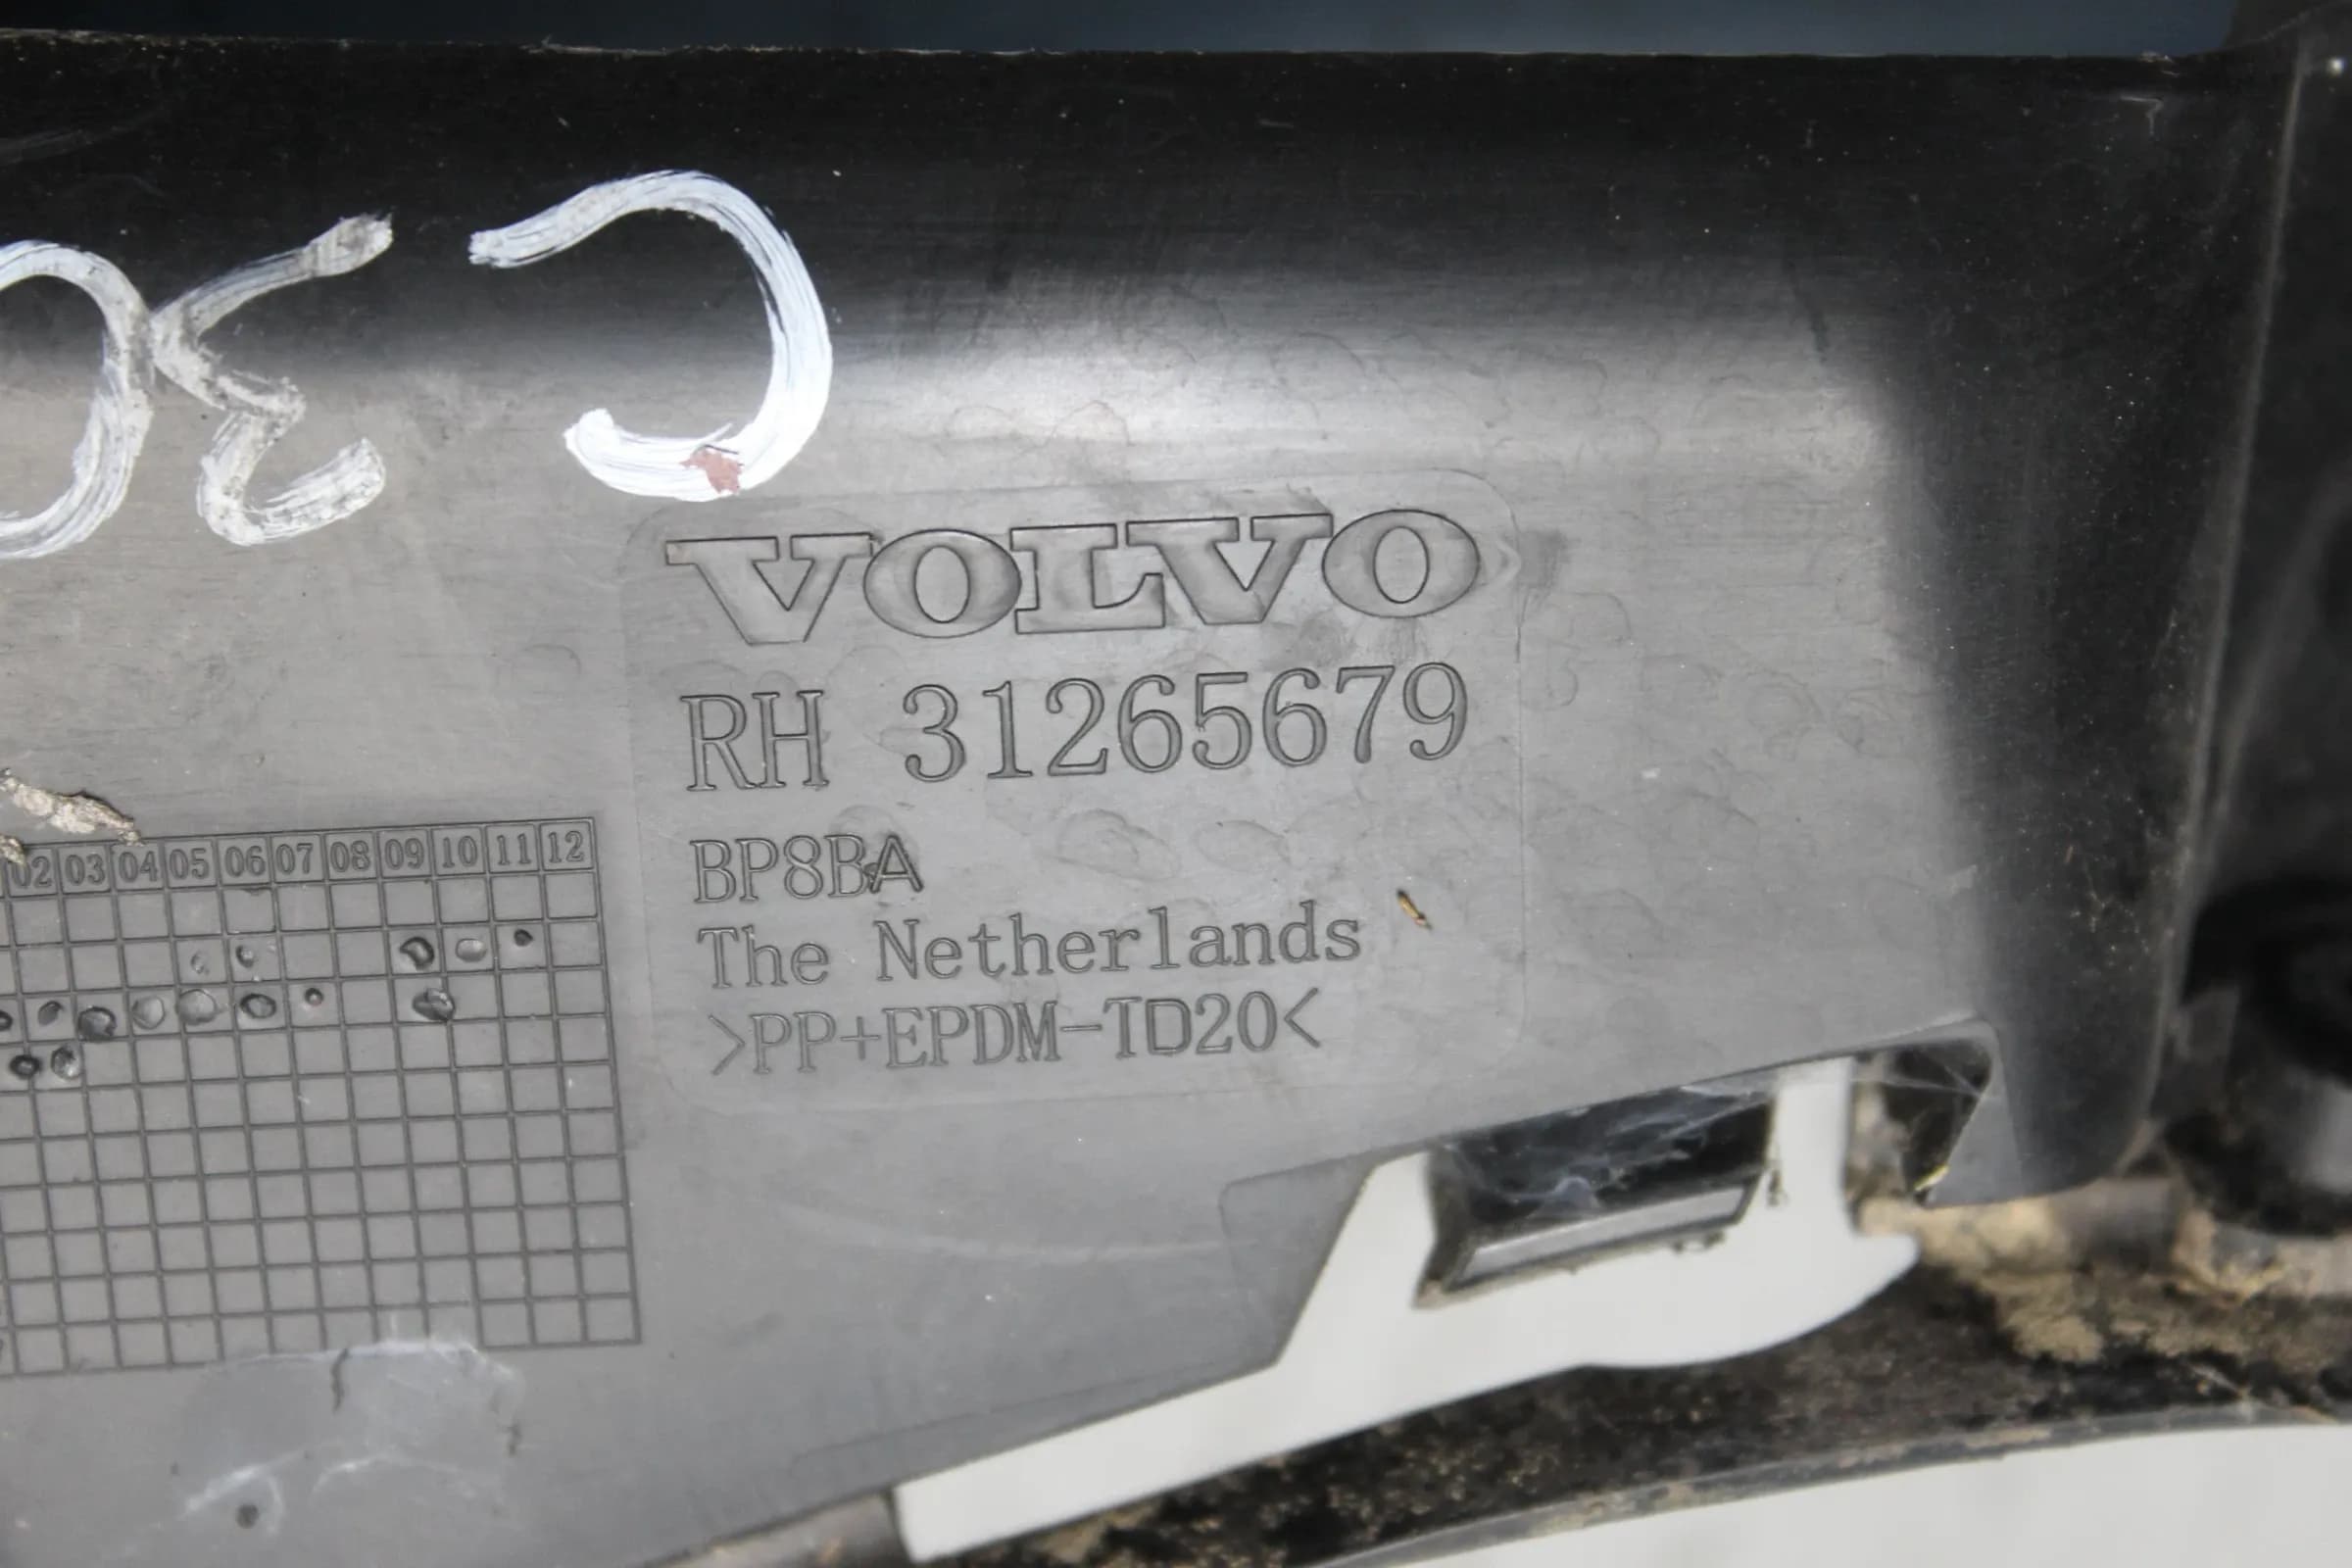 C30
VOLVO
RH 31265679
BP8BA
The Netherlands
>PP+EPDM-TD20<
02 03 04 05 06 07 08 09 10 11 12